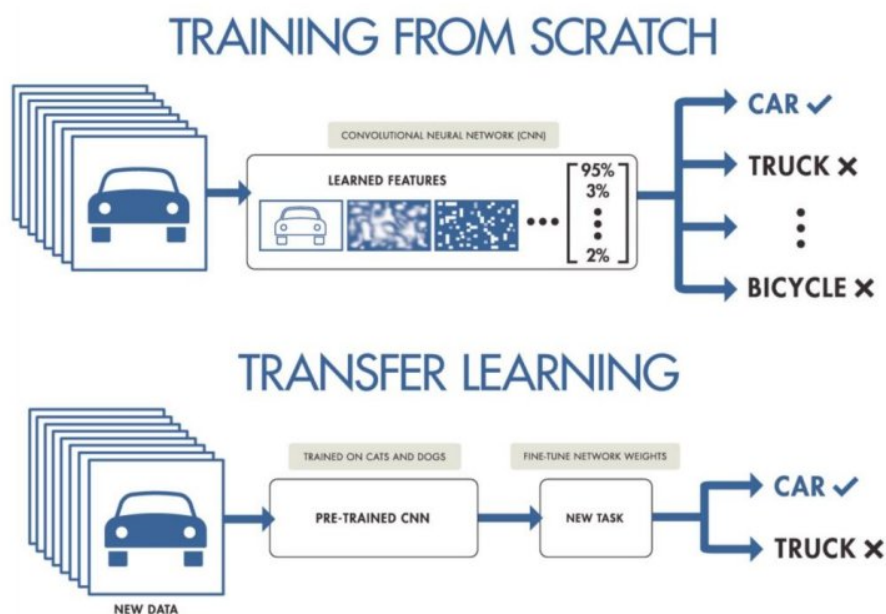 TRAINING FROM SCRATCH
CONVOLUTIONAL NEURAL NETWORK (CNN)
LEARNED FEATURES
95%
3%
2%
CAR ✓
TRUCK ×
BICYCLE ×
TRANSFER LEARNING
TRAINED ON CATS AND DOGS
FINE-TUNE NETWORK WEIGHTS
PRE-TRAINED CNN
NEW TASK
CAR ✓
TRUCK ×
NEW DATA